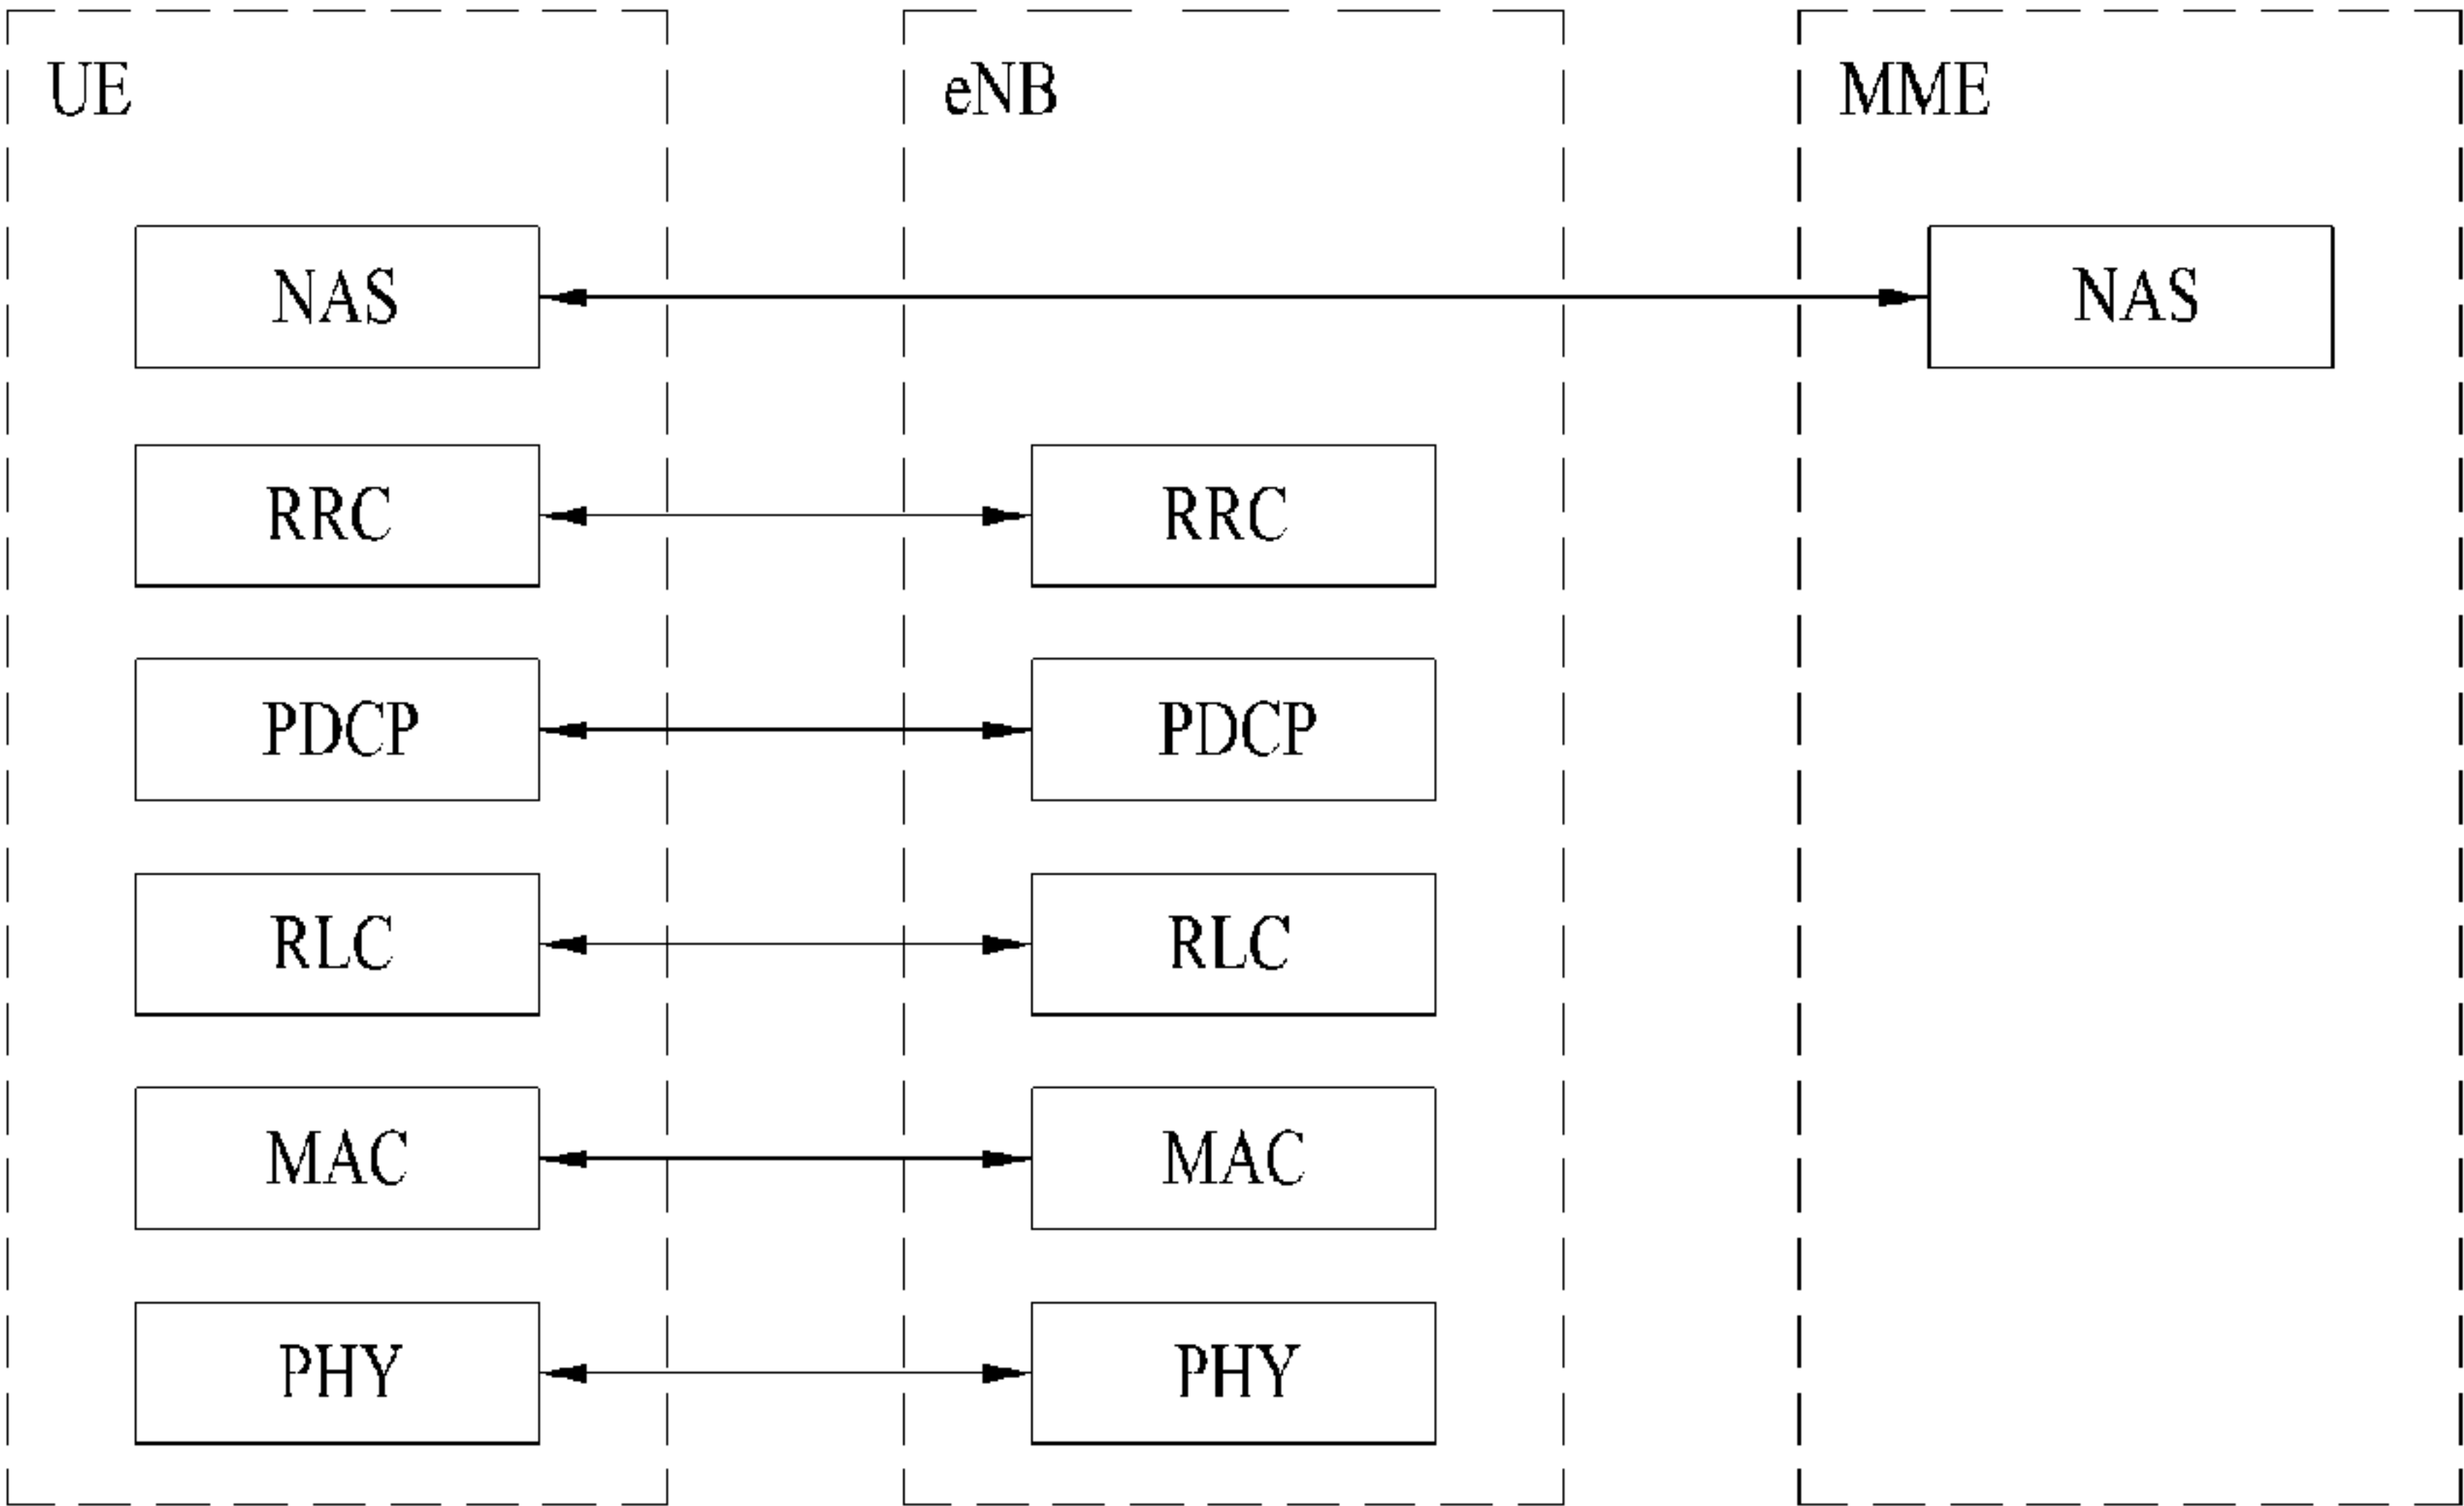 UE eNB MME
NAS NAS
RRC RRC
PDCP PDCP
RLC RLC
MAC MAC
PHY PHY